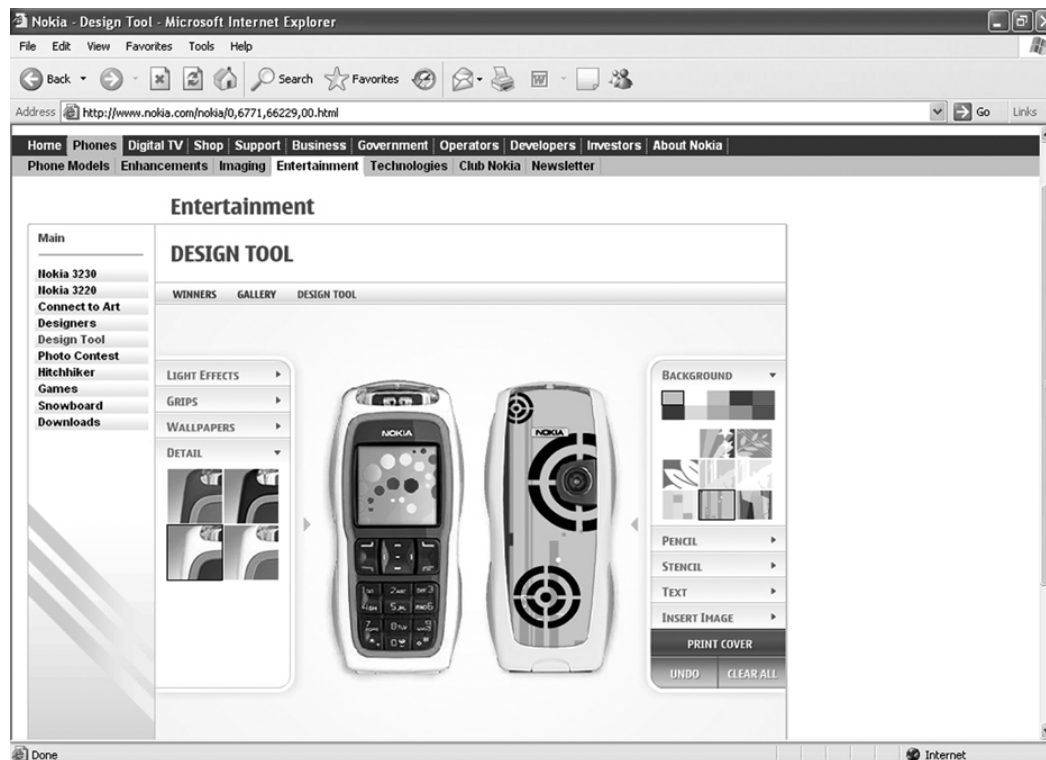 Nokia - Design Tool - Microsoft Internet Explorer
File Edit View Favorites Tools Help
Back Search Favorites
Address http://www.nokia.com/nokia/0,6771,66229,00.html Go Links
Home Phones Digital TV Shop Support Business Government Operators Developers Investors About Nokia
Phone Models Enhancements Imaging Entertainment Technologies Club Nokia Newsletter
Entertainment
Main
Nokia 3230
Nokia 3220
Connect to Art
Designers
Design Tool
Photo Contest
Hitchhiker
Games
Snowboard
Downloads
DESIGN TOOL
WINNERS GALLERY DESIGN TOOL
LIGHT EFFECTS
GRIPS
WALLPAPERS
DETAIL
NOKIA
NOKIA
BACKGROUND
PENCIL
STENCIL
TEXT
INSERT IMAGE
PRINT COVER
UNDO CLEAR ALL
Done Internet